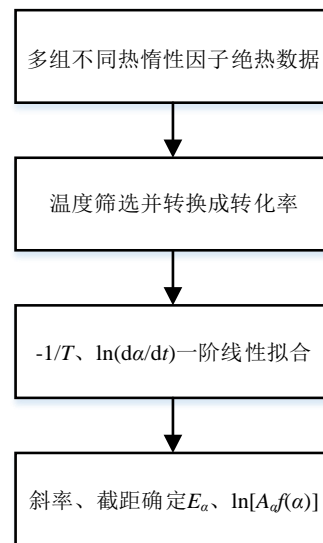 多组不同热惰性因子绝热数据
温度筛选并转换成转化率
-1/T、ln(dα/dt)一阶线性拟合
斜率、截距确定Eα、ln[Aαf(α)]